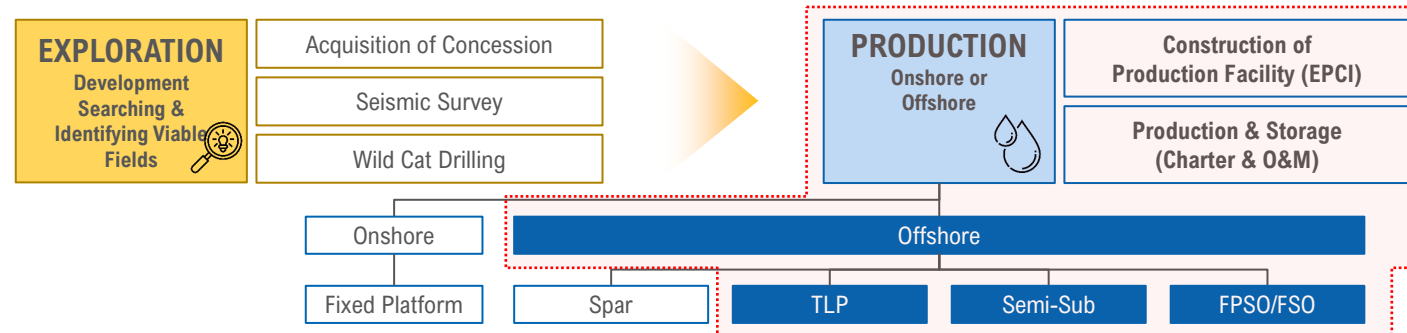 EXPLORATION
Development
Searching &
Identifying Viable
Fields
Acquisition of Concession
Seismic Survey
Wild Cat Drilling
PRODUCTION
Onshore or
Offshore
Construction of
Production Facility (EPCI)
Production & Storage
(Charter & O&M)
Onshore
Offshore
Fixed Platform
Spar
TLP
Semi-Sub
FPSO/FSO